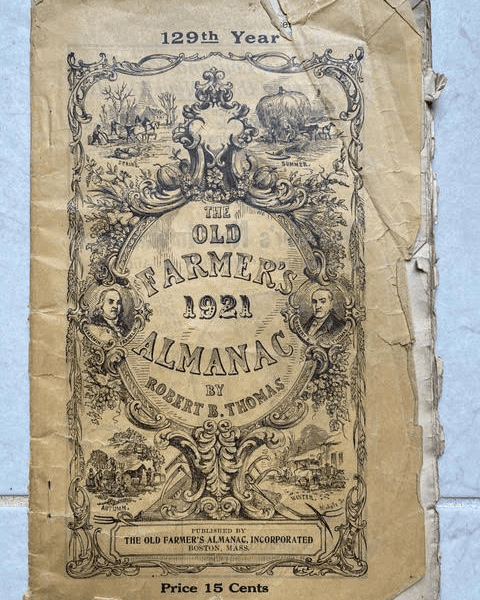 129th Year
SPRING.
SUMMER.
THE
OLD
FARMER'S
1921
ALMANAC
BY
ROBERT B. THOMAS
AUTUMN.
WINTER.
PUBLISHED BY
THE OLD FARMER'S ALMANAC, INCORPORATED
BOSTON, MASS.
Price 15 Cents